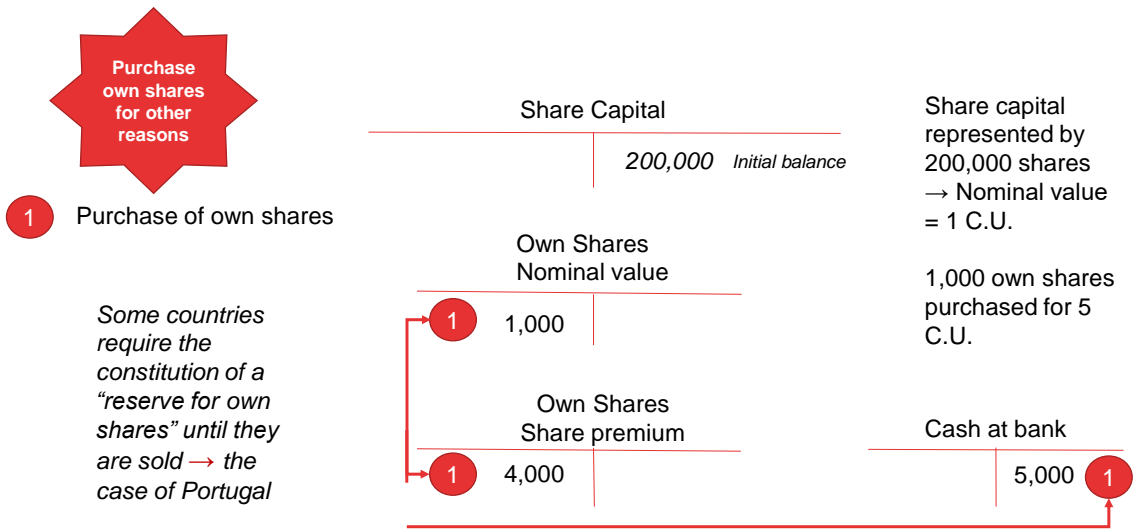 Purchase
own shares
for other
reasons
1 Purchase of own shares
Some countries
require the
constitution of a
“reserve for own
shares” until they
are sold → the
case of Portugal
Share Capital
200,000 Initial balance
Own Shares
Nominal value
1 1,000
Own Shares
Share premium
1 4,000
Share capital
represented by
200,000 shares
→ Nominal value
= 1 C.U.
1,000 own shares
purchased for 5
C.U.
Cash at bank
5,000 1